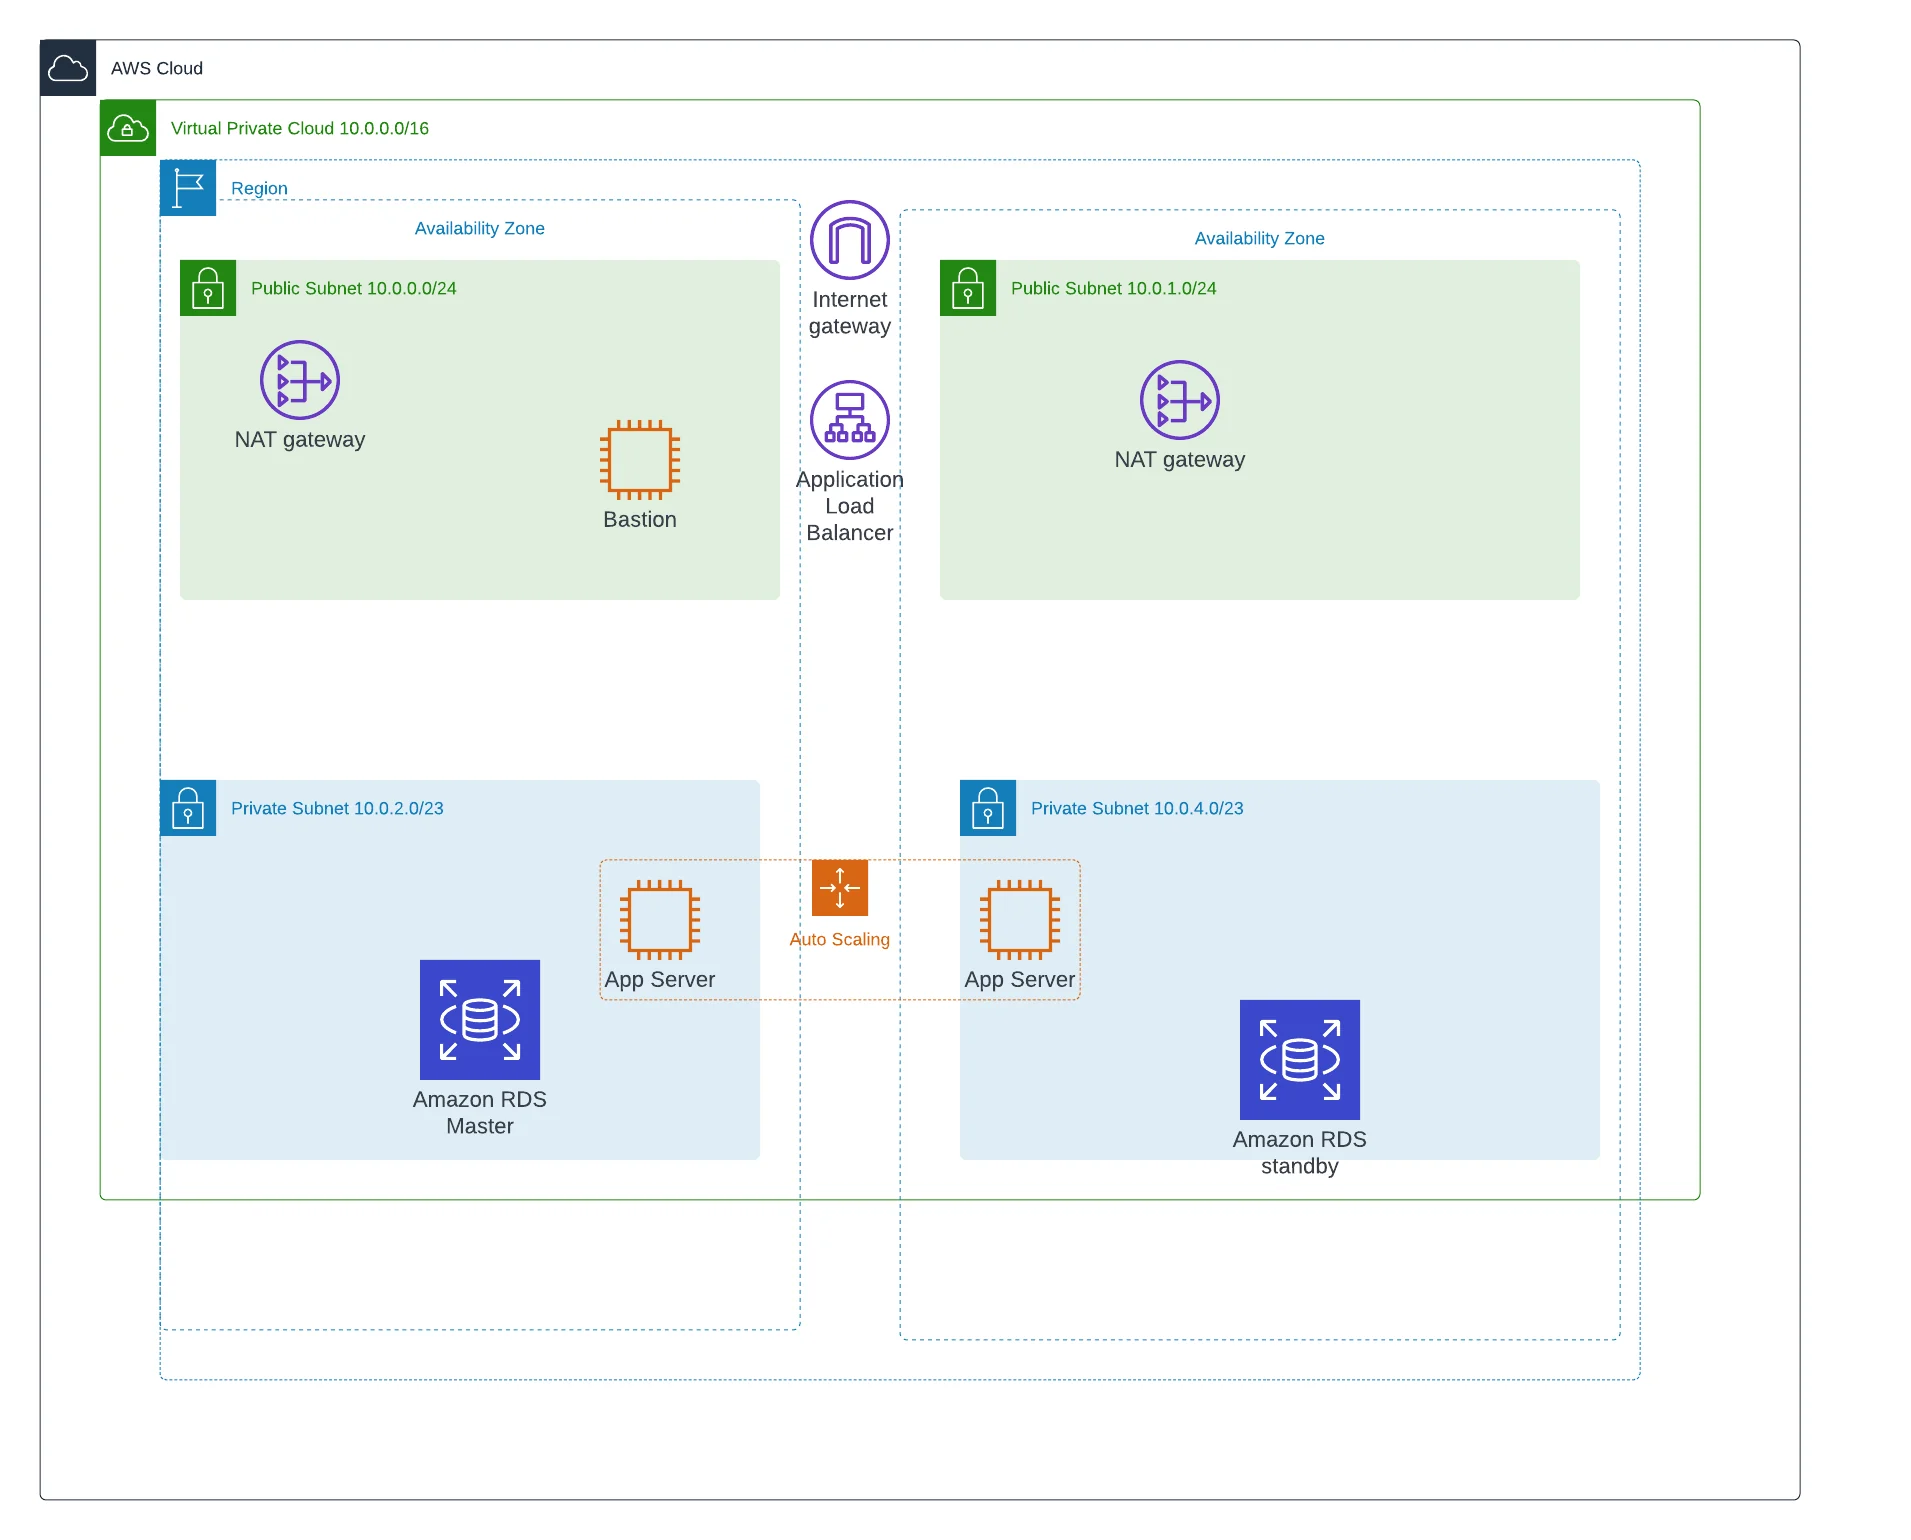 AWS Cloud
Virtual Private Cloud 10.0.0.0/16
Region
Availability Zone
Availability Zone
Public Subnet 10.0.0.0/24
Internet
gateway
Public Subnet 10.0.1.0/24
NAT gateway
Bastion
Application
Load
Balancer
NAT gateway
Private Subnet 10.0.2.0/23
Private Subnet 10.0.4.0/23
App Server
Auto Scaling
App Server
Amazon RDS
Master
Amazon RDS
standby